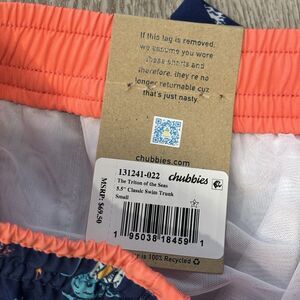 If this tag is removed,
we assume you wore
these shorts and
therefore, they're no
longer returnable cuz
that's just nasty.
chubbies.com
131241-022 chubbies
The Triton of the Seas
5.5" Classic Swim Trunk
Small
MSRP: $69.50
1 95038 18459 1
er is 100% Recycled